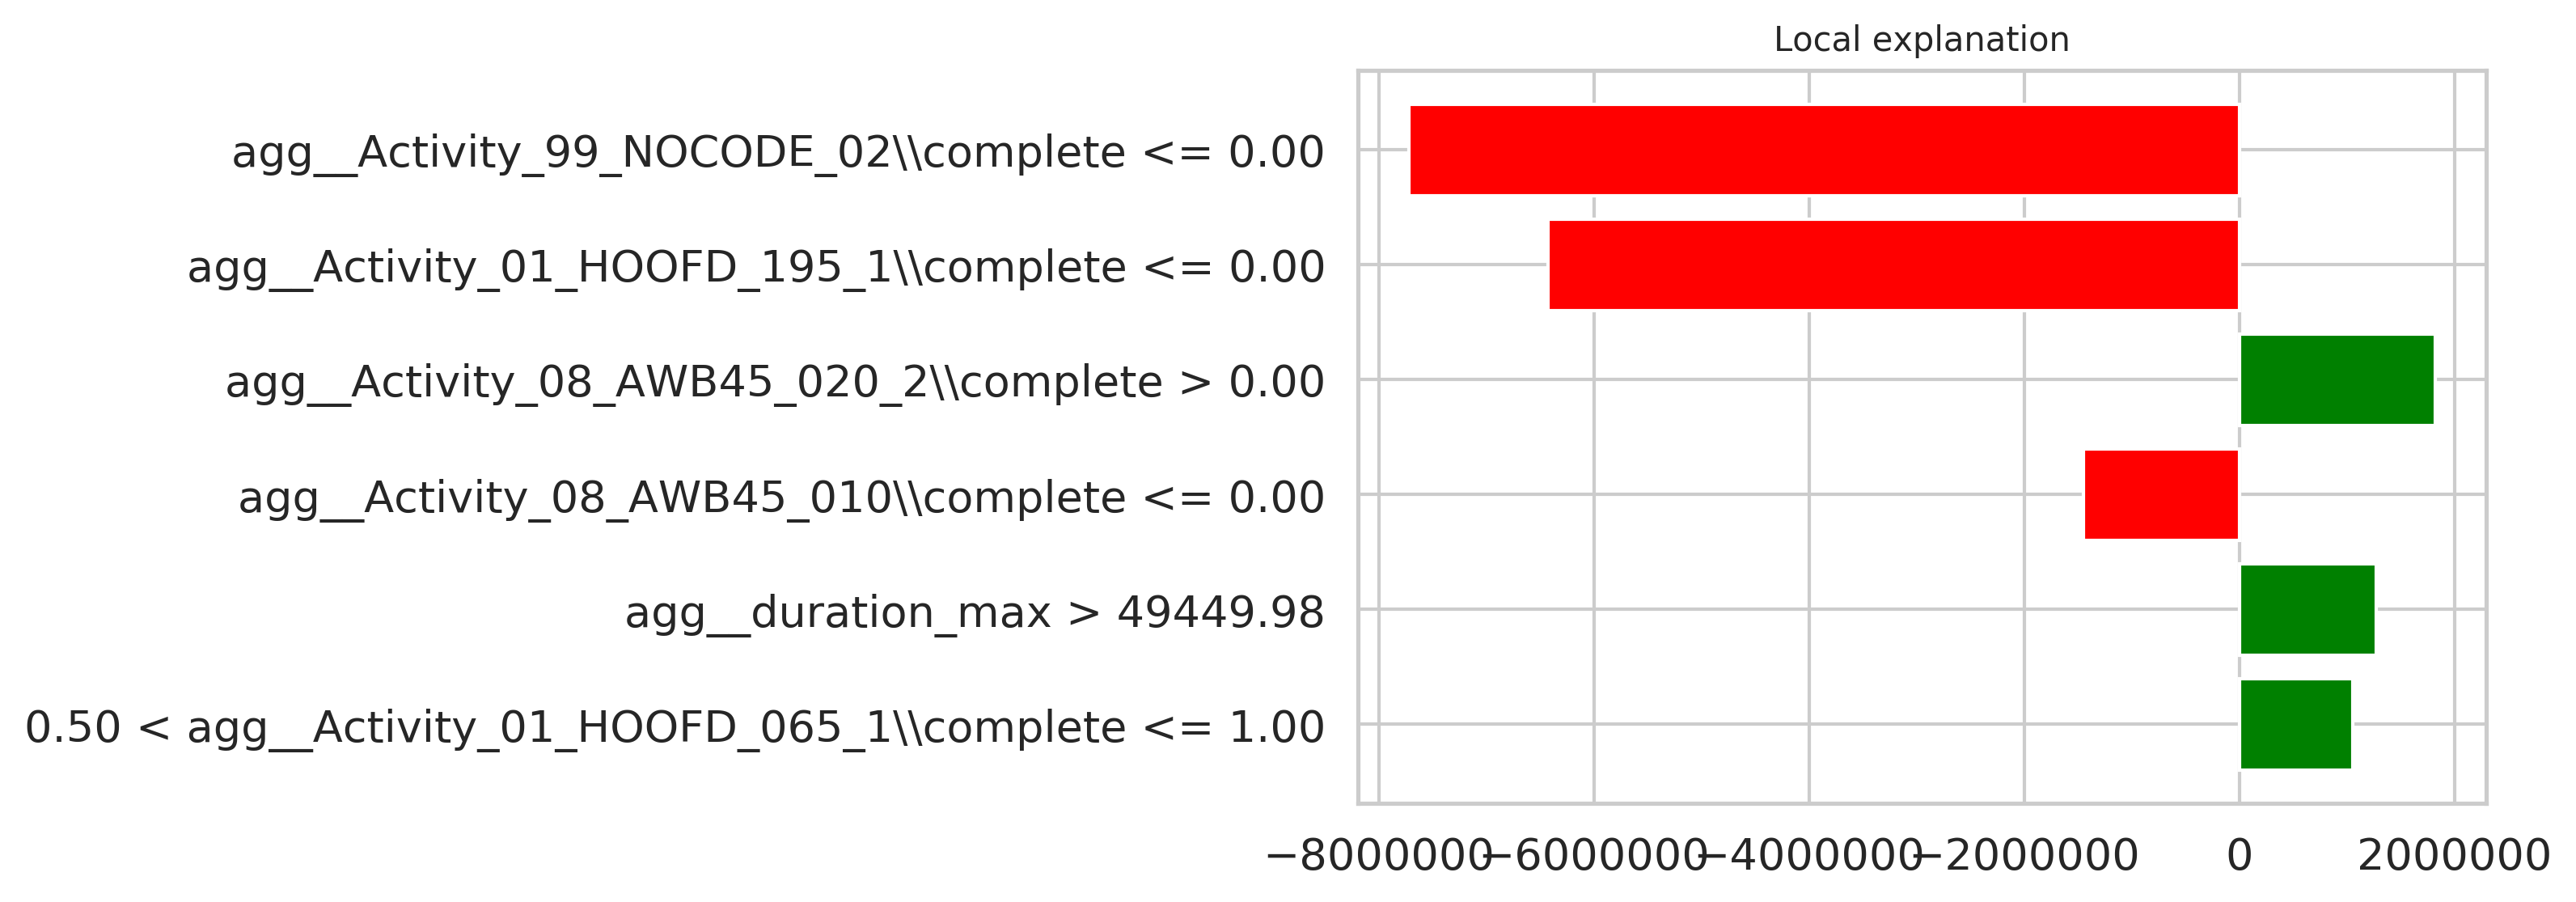 Local explanation
agg__Activity_99_NOCODE_02\\complete <= 0.00
agg__Activity_01_HOOFD_195_1\\complete <= 0.00
agg__Activity_08_AWB45_020_2\\complete > 0.00
agg__Activity_08_AWB45_010\\complete <= 0.00
agg__duration_max > 49449.98
0.50 < agg__Activity_01_HOOFD_065_1\\complete <= 1.00
−8000000 −6000000 −4000000 −2000000 0 2000000